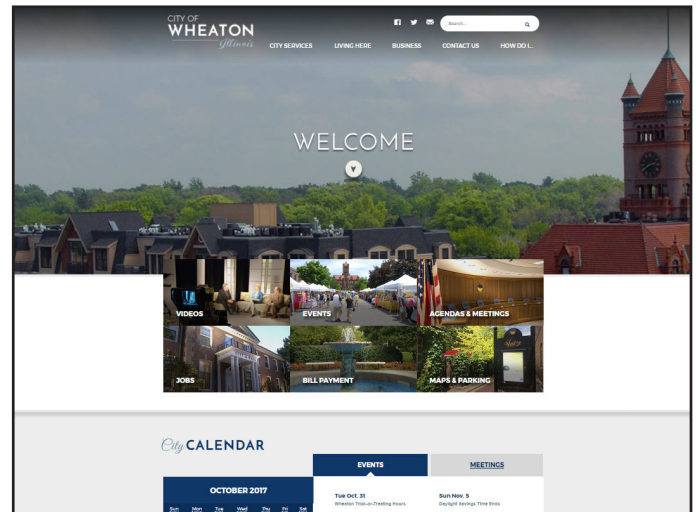 CITY OF
WHEATON
Illinois
Search...
CITY SERVICES LIVING HERE BUSINESS CONTACT US HOW DO I...
WELCOME
VIDEOS EVENTS AGENDAS & MEETINGS
JOBS BILL PAYMENT MAPS & PARKING
City CALENDAR
EVENTS MEETINGS
OCTOBER 2017
Sun Mon Tue Wed Thu Fri Sat
Tue Oct. 31 Sun Nov. 5
Wheaton Trick-or-Treating Hours Daylight Savings Time Ends